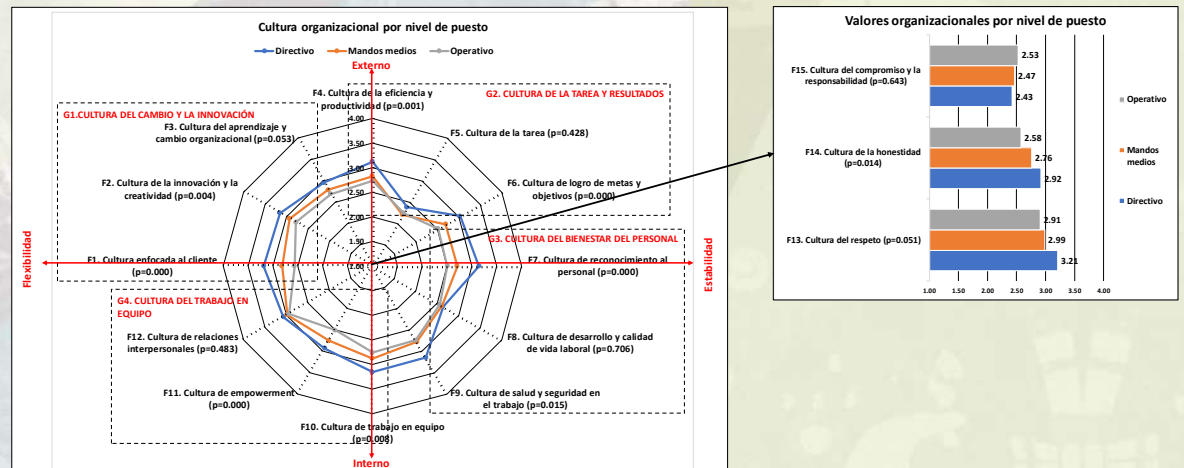 Cultura organizacional por nivel de puesto
Directivo
Mandos medios
Operativo
Externo
F4. Cultura de la eficiencia y
productividad (p=0.001)
G2. CULTURA DE LA TAREA Y RESULTADOS
G1.CULTURA DEL CAMBIO Y LA INNOVACIÓN
F3. Cultura del aprendizaje y
cambio organizacional (p=0.053)
F5. Cultura de la tarea (p=0.428)
F2. Cultura de la innovación y la
creatividad (p=0.004)
F6. Cultura de logro de metas y
objetivos (p=0.000)
4.00
3.50
3.00
2.50
2.00
1.50
1.00
G3. CULTURA DEL BIENESTAR DEL PERSONAL
Flexibilidad
F1. Cultura enfocada al cliente
(p=0.000)
F7. Cultura de reconocimiento al
personal (p=0.000)
Estabilidad
G4. CULTURA DEL TRABAJO EN
EQUIPO
F12. Cultura de relaciones
interpersonales (p=0.483)
F8. Cultura de desarrollo y calidad
de vida laboral (p=0.706)
F11. Cultura de empowerment
(p=0.000)
F9. Cultura de salud y seguridad en
el trabajo (p=0.015)
F10. Cultura de trabajo en equipo
(p=0.008)
Interno
Valores organizacionales por nivel de puesto
F15. Cultura del compromiso y la
responsabilidad (p=0.643)
2.53
2.47
2.43
F14. Cultura de la honestidad
(p=0.014)
2.58
2.76
2.92
F13. Cultura del respeto (p=0.051)
2.91
2.99
3.21
1.00 1.50 2.00 2.50 3.00 3.50 4.00
Operativo
Mandos
medios
Directivo